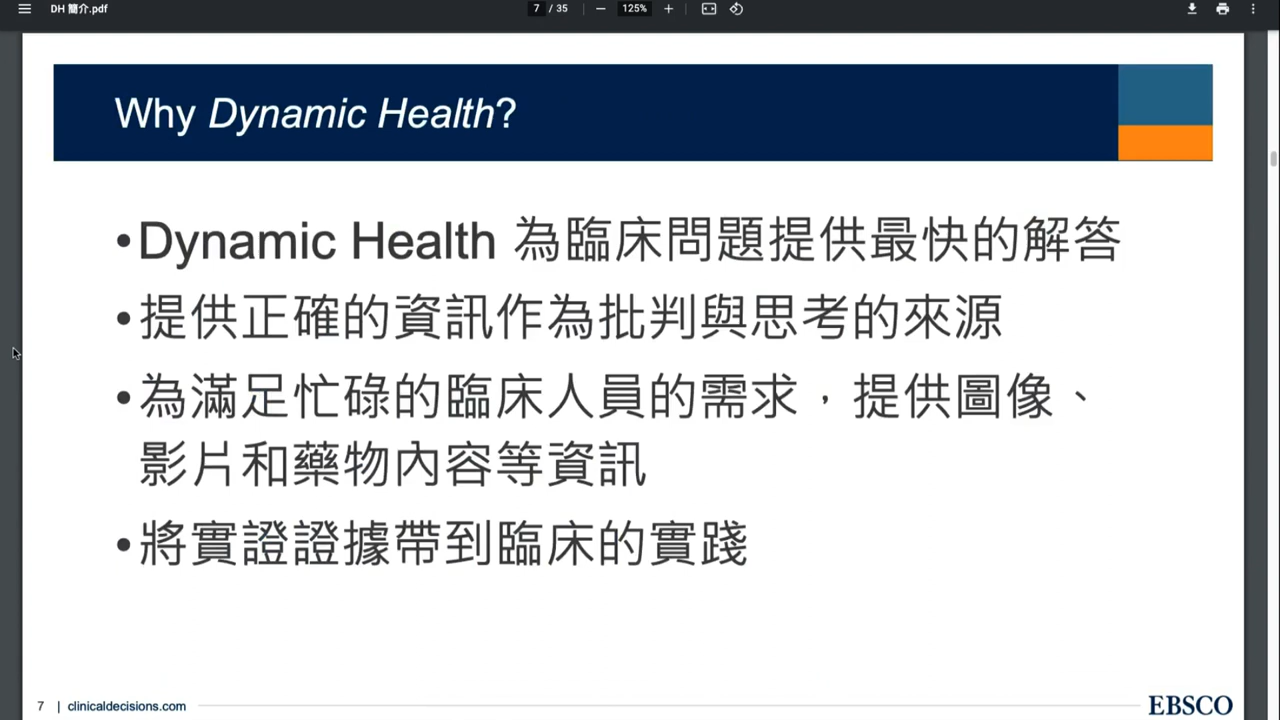 DH 簡介.pdf
7 / 35
125%
Why Dynamic Health?
•Dynamic Health 為臨床問題提供最快的解答
•提供正確的資訊作為批判與思考的來源
•為滿足忙碌的臨床人員的需求，提供圖像、
影片和藥物內容等資訊
•將實證證據帶到臨床的實踐
7 | clinicaldecisions.com
EBSCO